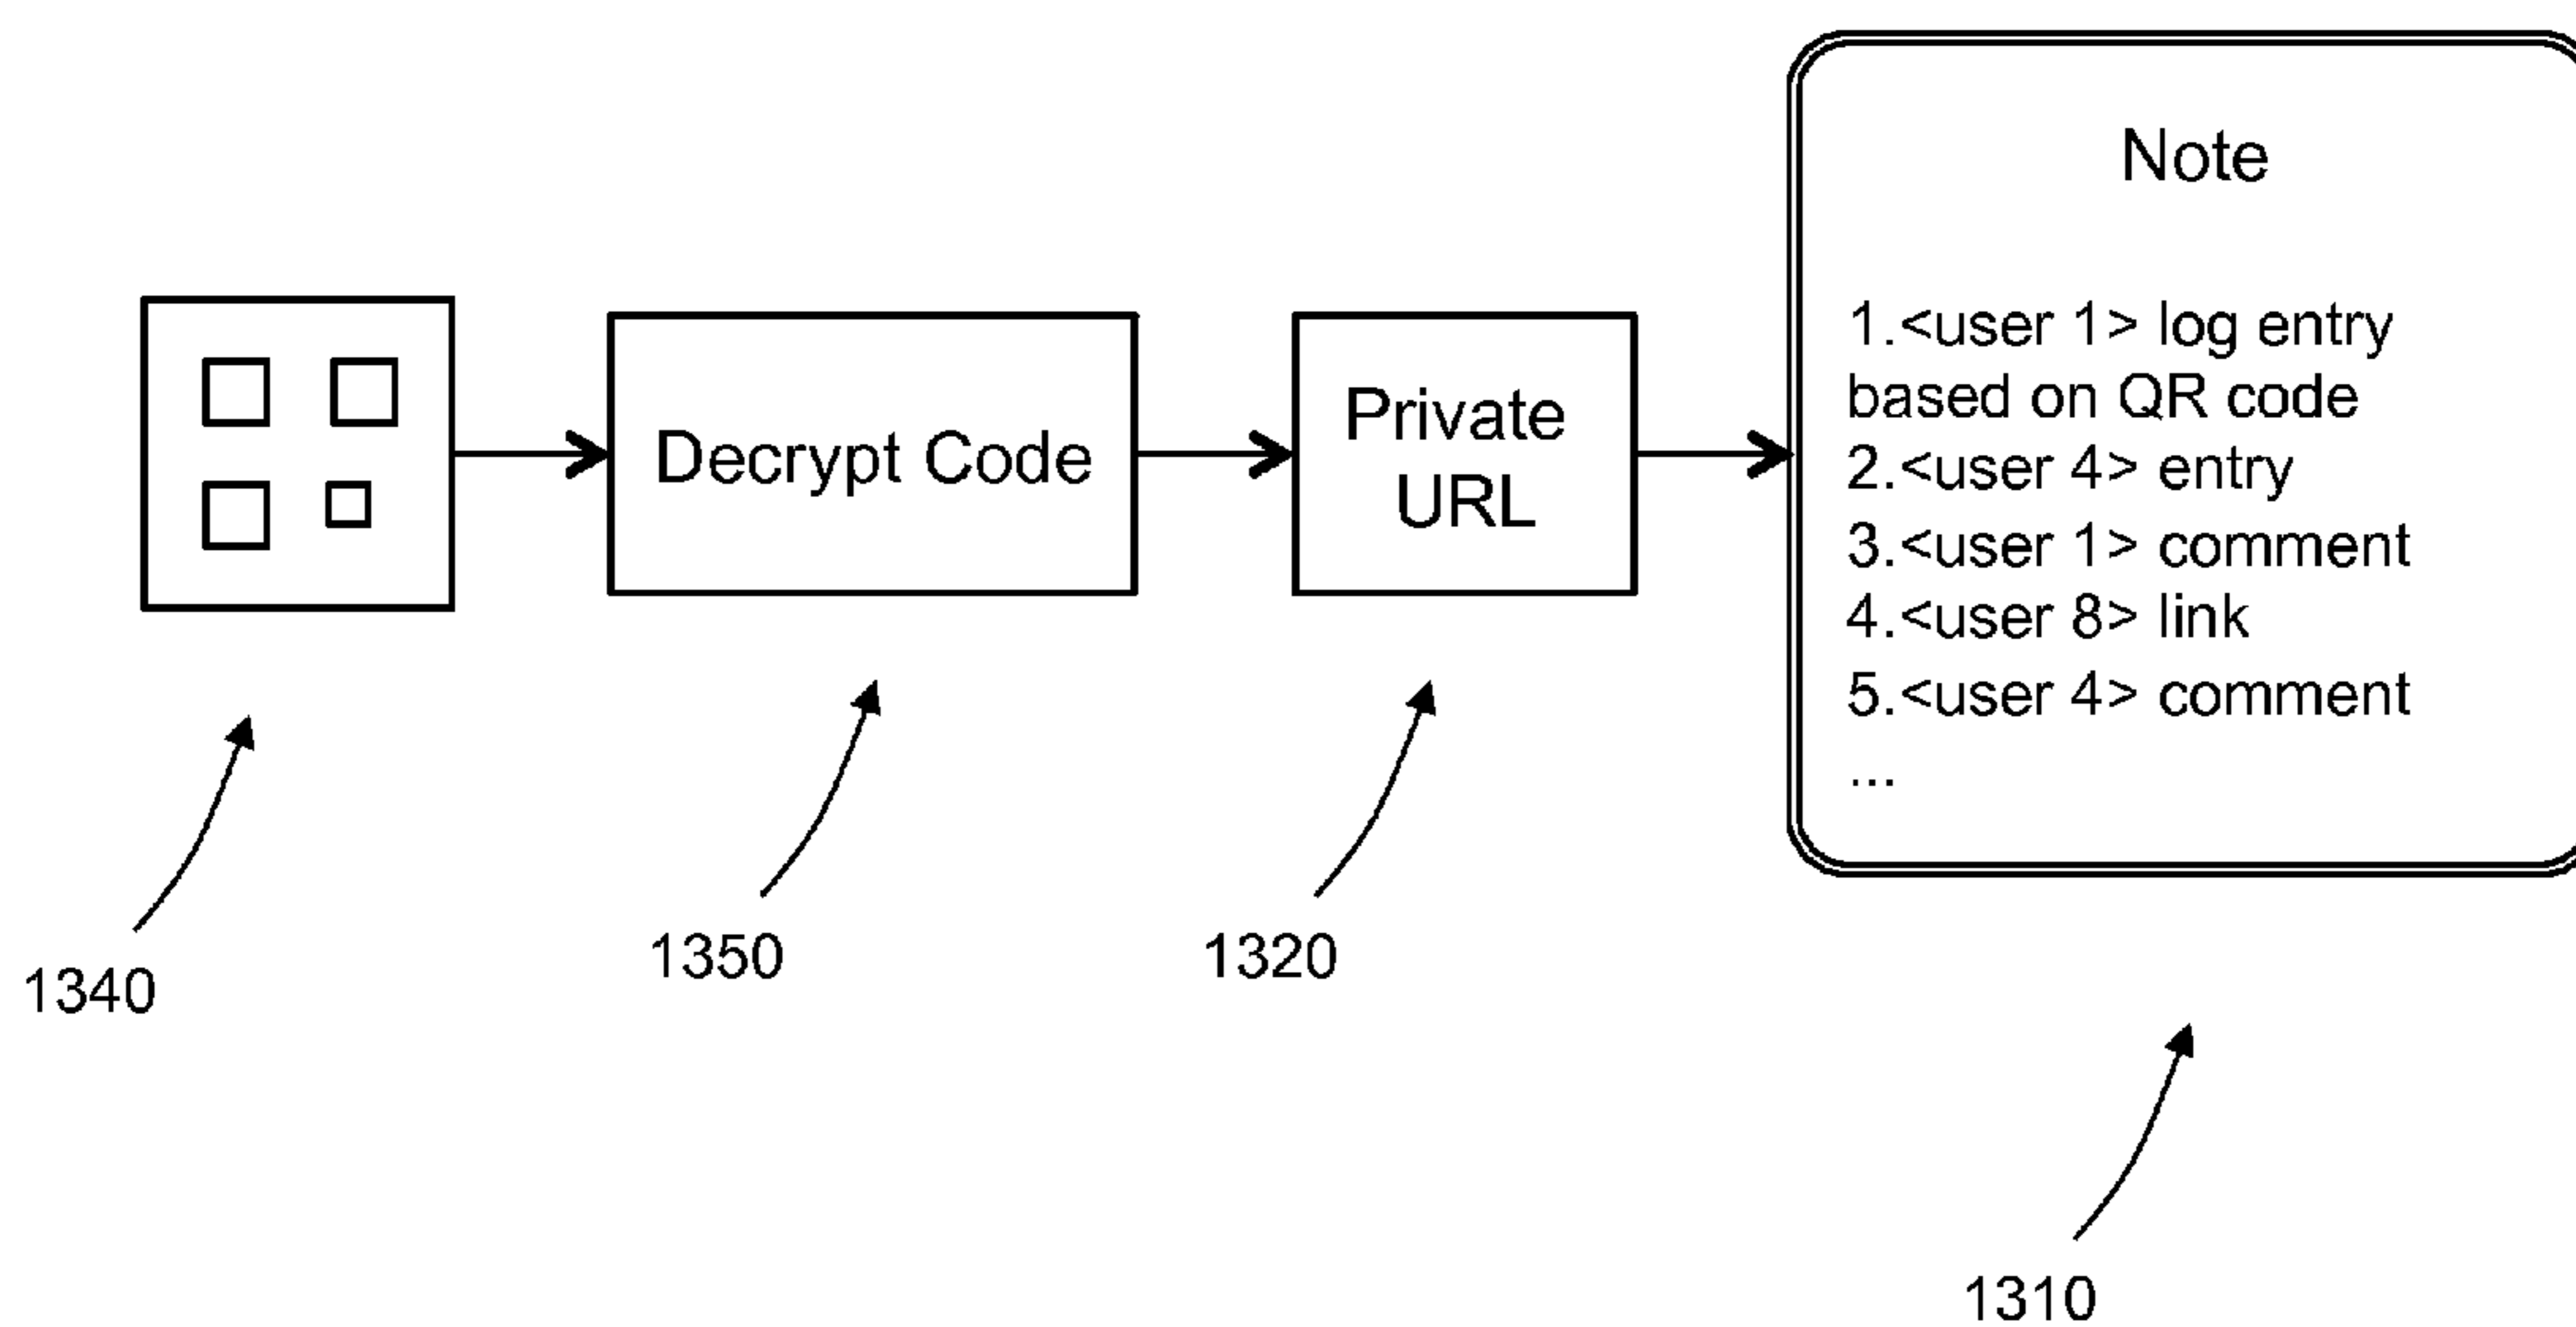 Note
1.<user 1> log entry
based on QR code
2.<user 4> entry
3.<user 1> comment
4.<user 8> link
5.<user 4> comment
...
Decrypt Code
Private
URL
1340
1350
1320
1310